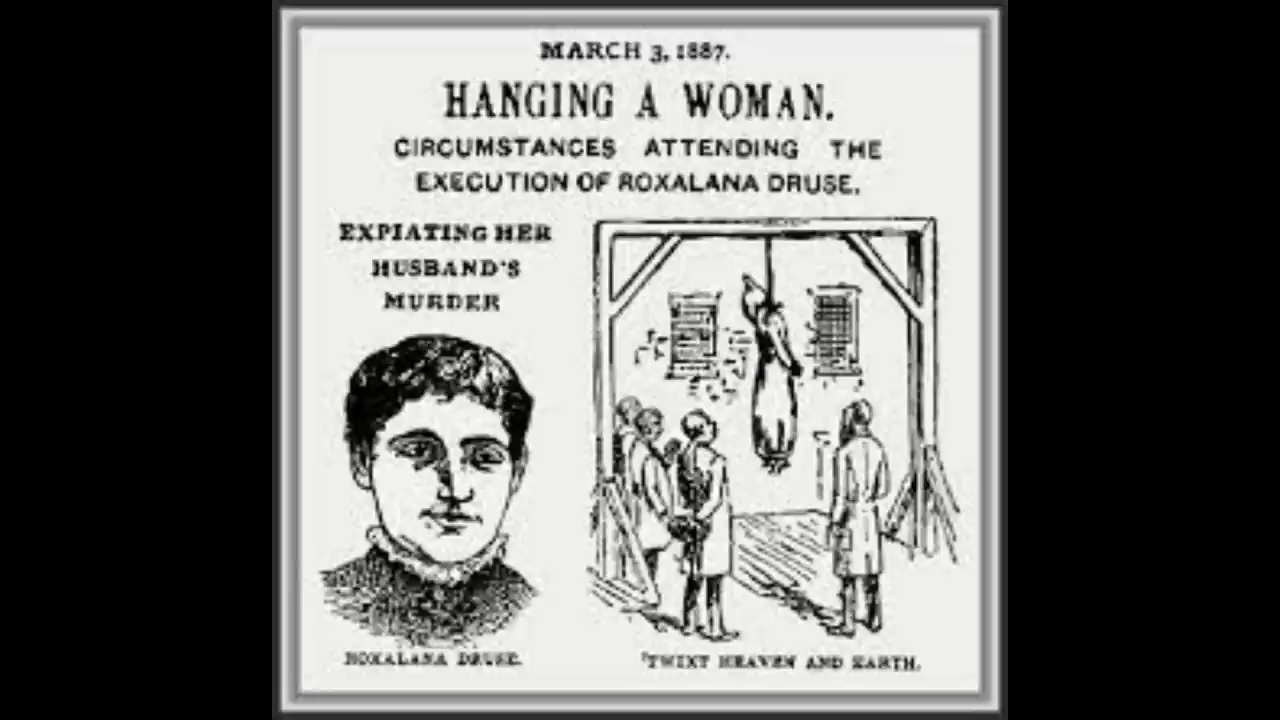 MARCH 3, 1887.
HANGING A WOMAN.
CIRCUMSTANCES ATTENDING THE
EXECUTION OF ROXALANA DRUSE.
EXPIATING HER
HUSBAND'S
MURDER
ROXALANA DRUSE.
'TWIXT HEAVEN AND EARTH.